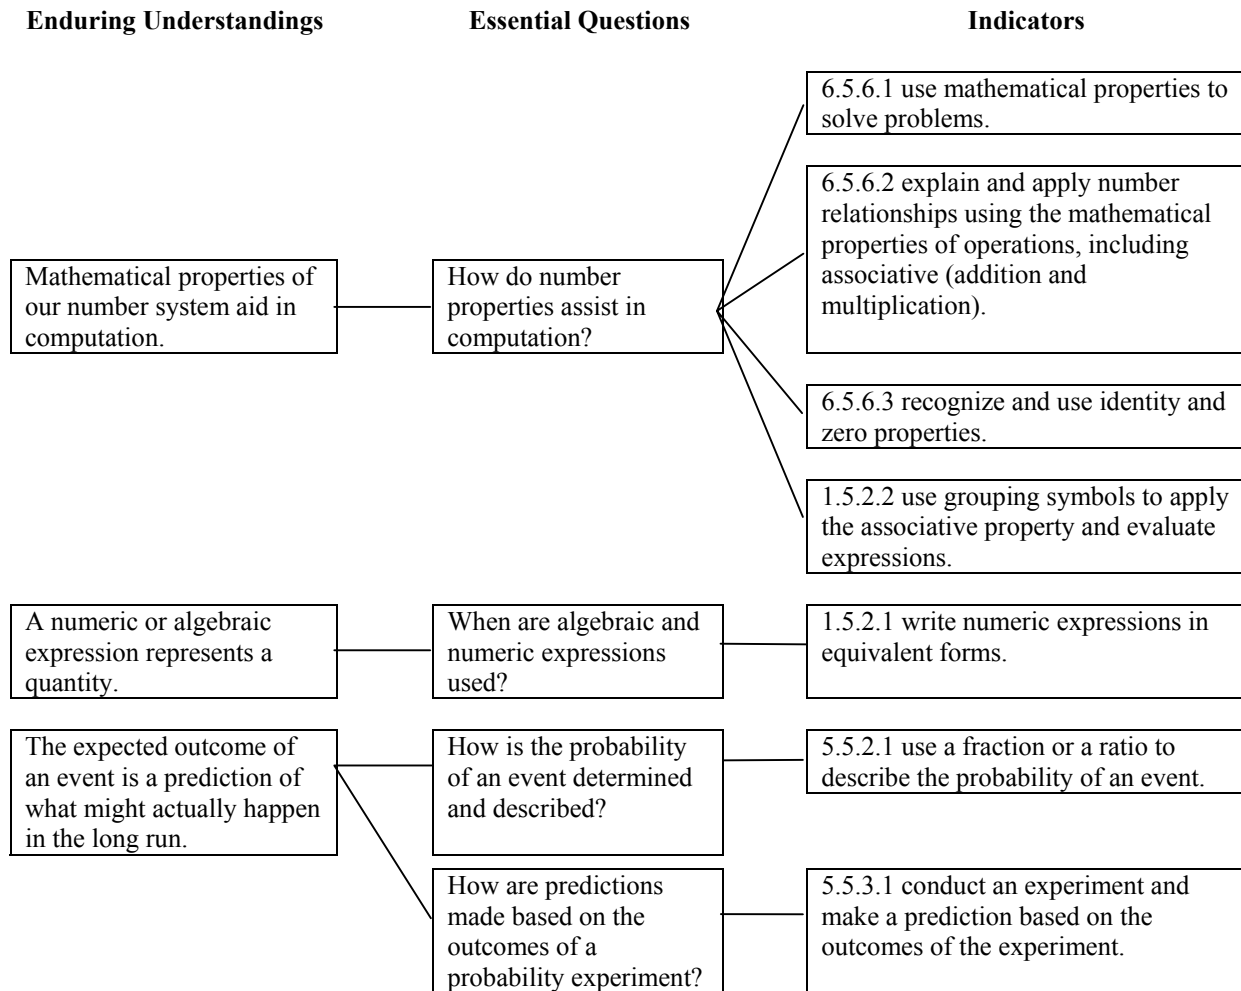 Enduring Understandings
Essential Questions
Indicators
6.5.6.1 use mathematical properties to
solve problems.
6.5.6.2 explain and apply number
relationships using the mathematical
properties of operations, including
associative (addition and
multiplication).
Mathematical properties of
our number system aid in
computation.
How do number
properties assist in
computation?
6.5.6.3 recognize and use identity and
zero properties.
1.5.2.2 use grouping symbols to apply
the associative property and evaluate
expressions.
A numeric or algebraic
expression represents a
quantity.
When are algebraic and
numeric expressions
used?
1.5.2.1 write numeric expressions in
equivalent forms.
The expected outcome of
an event is a prediction of
what might actually happen
in the long run.
How is the probability
of an event determined
and described?
5.5.2.1 use a fraction or a ratio to
describe the probability of an event.
How are predictions
made based on the
outcomes of a
probability experiment?
5.5.3.1 conduct an experiment and
make a prediction based on the
outcomes of the experiment.